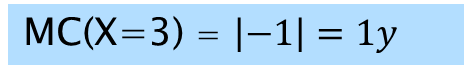 MC(X=3) = |−1| = 1y